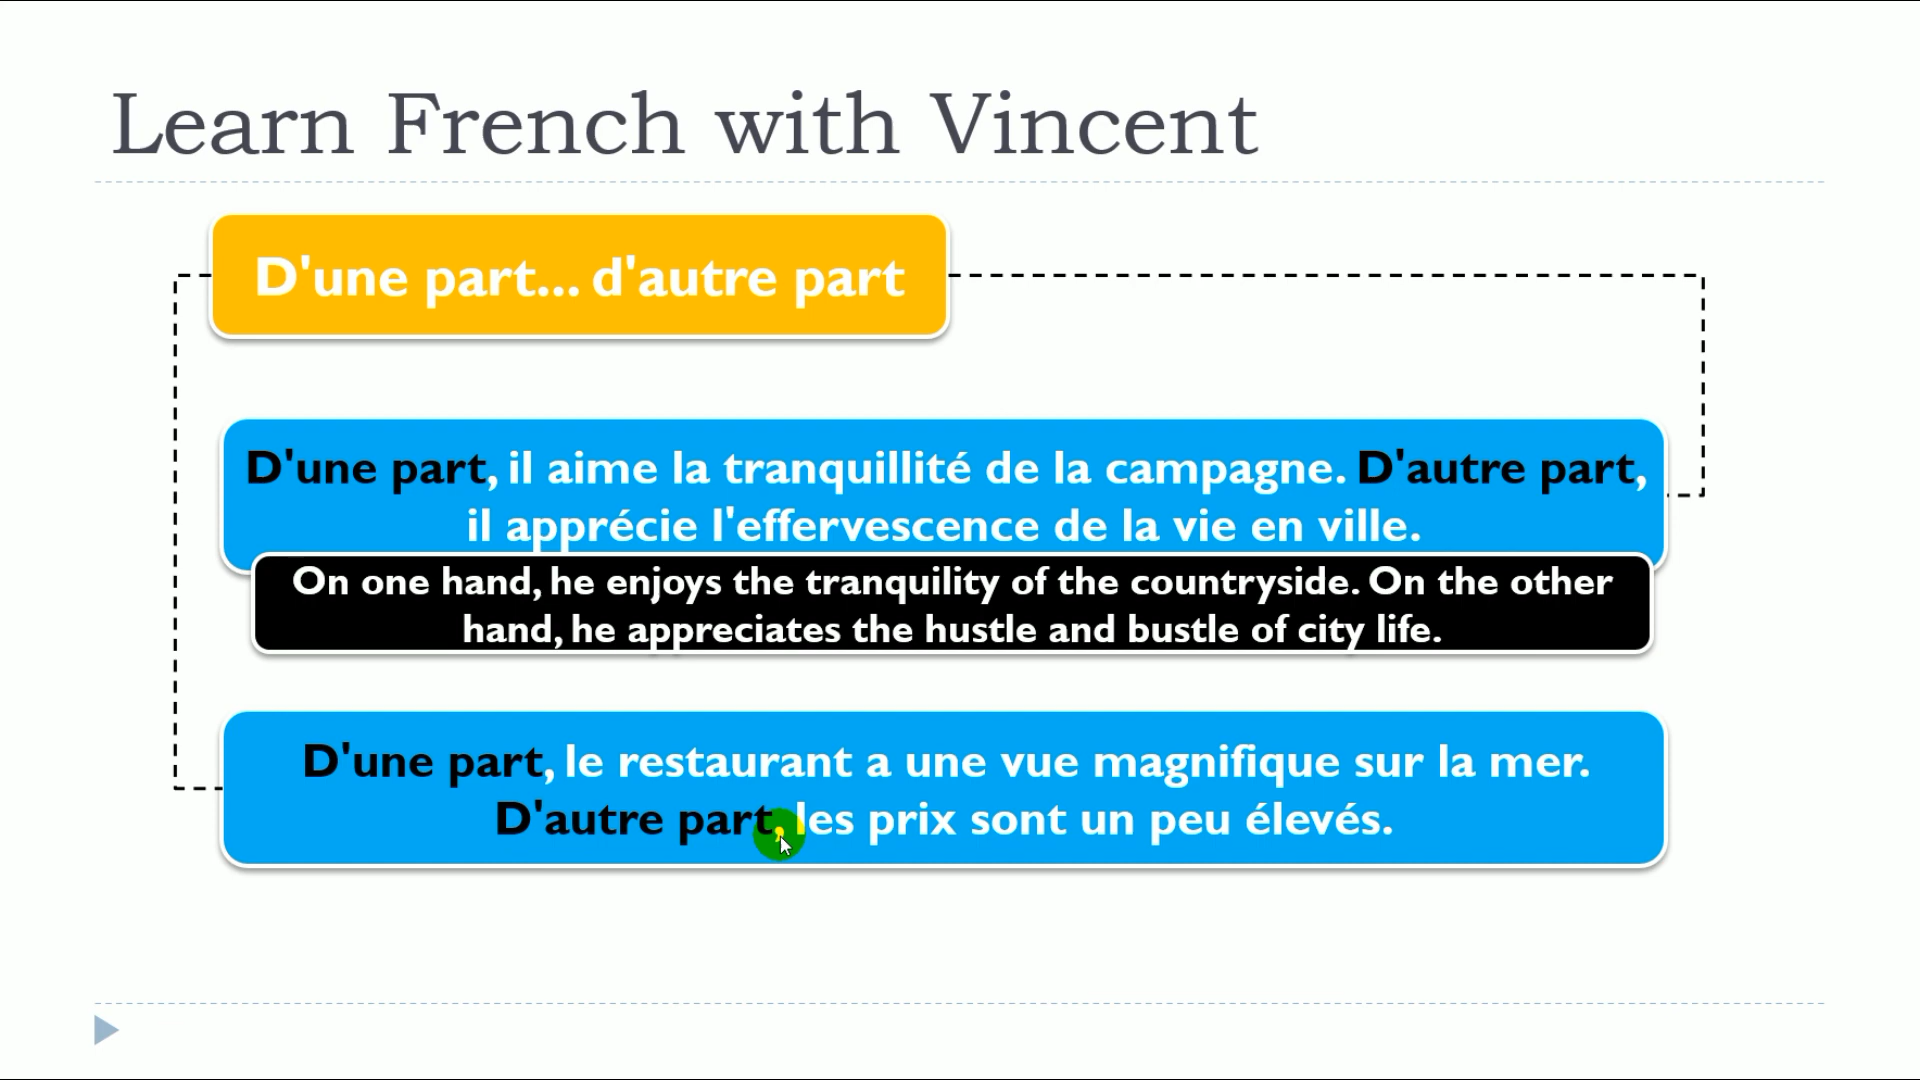 Learn French with Vincent
D'une part... d'autre part
D'une part, il aime la tranquillité de la campagne. D'autre part,
il apprécie l'effervescence de la vie en ville.
On one hand, he enjoys the tranquility of the countryside. On the other
hand, he appreciates the hustle and bustle of city life.
D'une part, le restaurant a une vue magnifique sur la mer.
D'autre part, les prix sont un peu élevés.